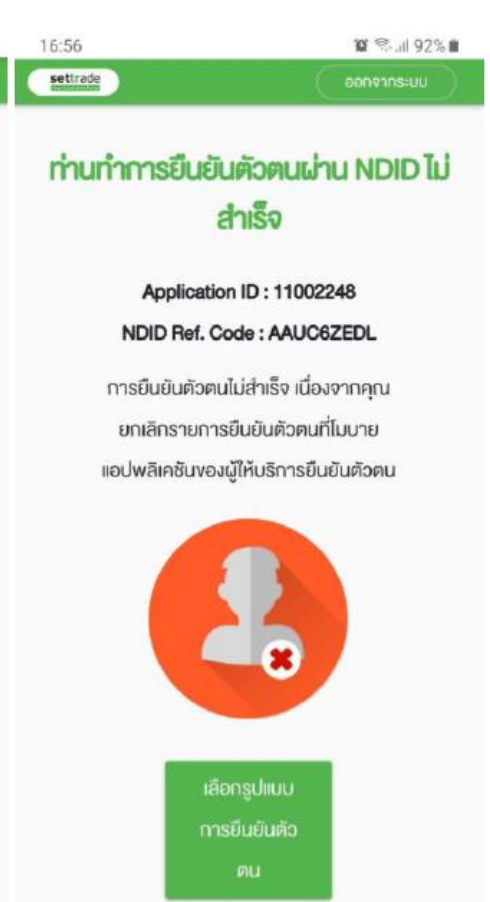 16:56
92%
settrade
ออกจากระบบ
ท่านทำการยืนยันตัวตนผ่าน NDID ไม่
สำเร็จ
Application ID : 11002248
NDID Ref. Code : AAUC6ZEDL
การยืนยันตัวตนไม่สำเร็จ เนื่องจากคุณ
ยกเลิกรายการยืนยันตัวตนที่โมบาย
แอปพลิเคชันของผู้ให้บริการยืนยันตัวตน
เลือกรูปแบบ
การยืนยันตัว
ตน